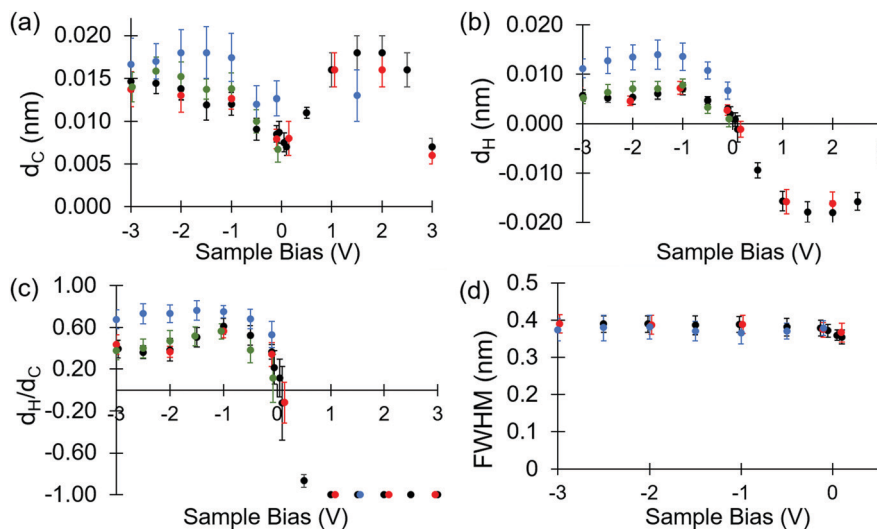 (a)
0.020
0.015
0.010
0.005
0.000
d_C (nm)
-3 -2 -1 0 1 2 3
Sample Bias (V)
(b)
0.020
0.010
0.000
-0.010
-0.020
d_H (nm)
-3 -2 -1 0 1 2
Sample Bias (V)
(c)
1.00
0.60
0.20
-0.20
-0.60
-1.00
d_H/d_C
-3 -2 -1 0 1 2 3
Sample Bias (V)
(d)
0.5
0.4
0.3
0.2
0.1
0
FWHM (nm)
-3 -2 -1 0
Sample Bias (V)